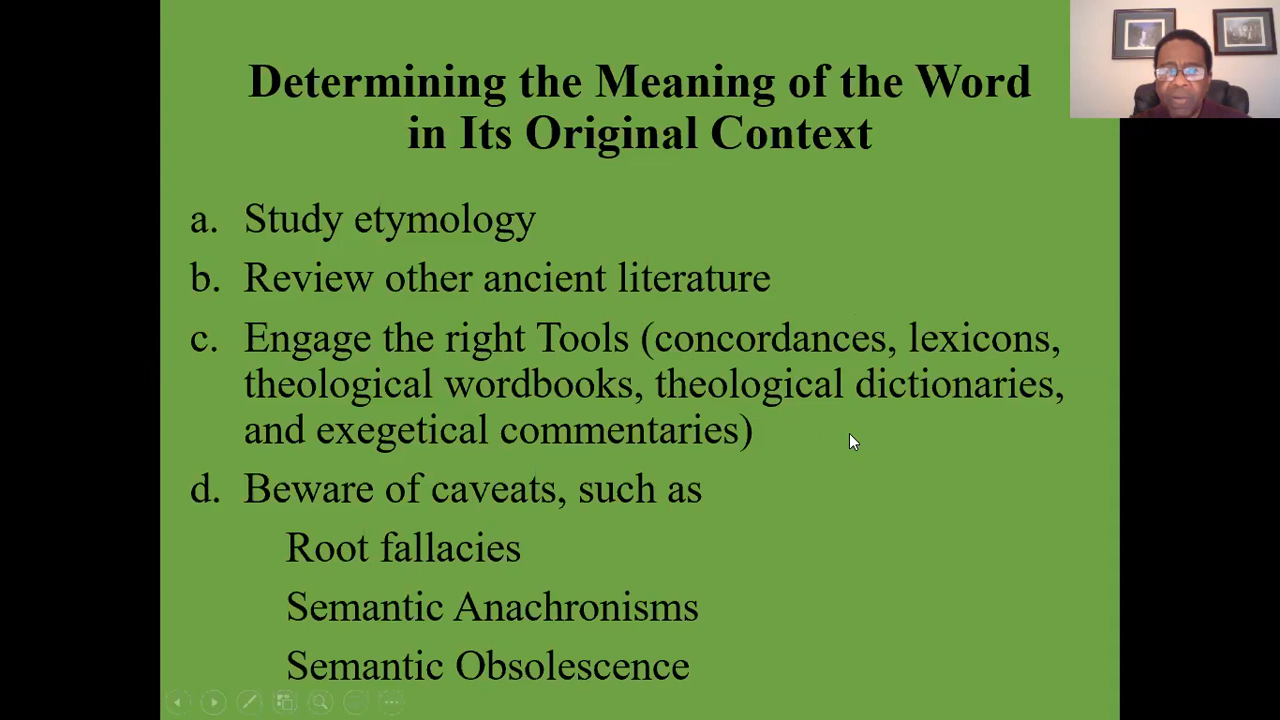 Determining the Meaning of the Word
in Its Original Context
a. Study etymology
b. Review other ancient literature
c. Engage the right Tools (concordances, lexicons,
theological wordbooks, theological dictionaries,
and exegetical commentaries)
d. Beware of caveats, such as
Root fallacies
Semantic Anachronisms
Semantic Obsolescence